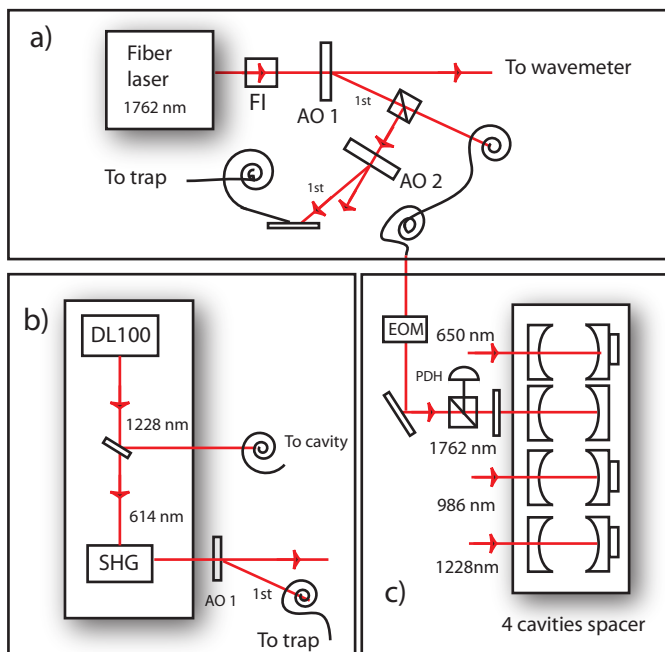 a)
Fiber
laser
1762 nm
FI
AO 1
1st
To wavemeter
AO 2
1st
To trap
b)
DL100
1228 nm
To cavity
614 nm
SHG
AO 1
1st
To trap
EOM
650 nm
PDH
1762 nm
986 nm
1228nm
c)
4 cavities spacer